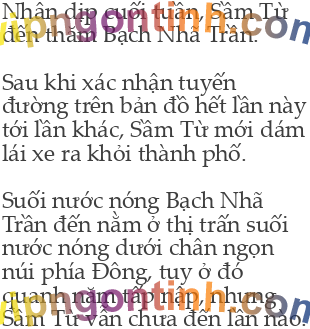 Nhân dịp cuối tuần, Sầm Từ
đến thăm Bạch Nhã Trần.
Sau khi xác nhận tuyến
đường trên bản đồ hết lần này
tới lần khác, Sầm Từ mới dám
lái xe ra khỏi thành phố.
Suối nước nóng Bạch Nhã
Trần đến nằm ở thị trấn suối
nước nóng dưới chân ngọn
núi phía Đông, tuy ở đó
quanh năm tấp nập, nhưng
Sầm Từ vẫn chưa đến lần nào.